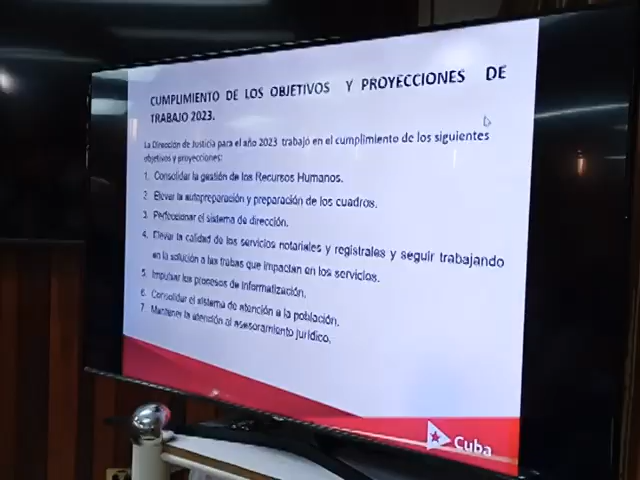 CUMPLIMIENTO DE LOS OBJETIVOS Y PROYECCIONES DE
TRABAJO 2023.
La Dirección de Justicia para el año 2023 trabajó en el cumplimiento de los siguientes
objetivos y proyecciones:
1. Consolidar la gestión de los Recursos Humanos.
2. Elevar la autopreparación y preparación de los cuadros.
3. Perfeccionar el sistema de dirección.
4. Elevar la calidad de los servicios notariales y registrales y seguir trabajando
en la solución a las trabas que impactan en los servicios.
5. Impulsar los procesos de informatización.
6. Consolidar el sistema de atención a la población.
7. Mantener la atención al asesoramiento jurídico.
Cuba